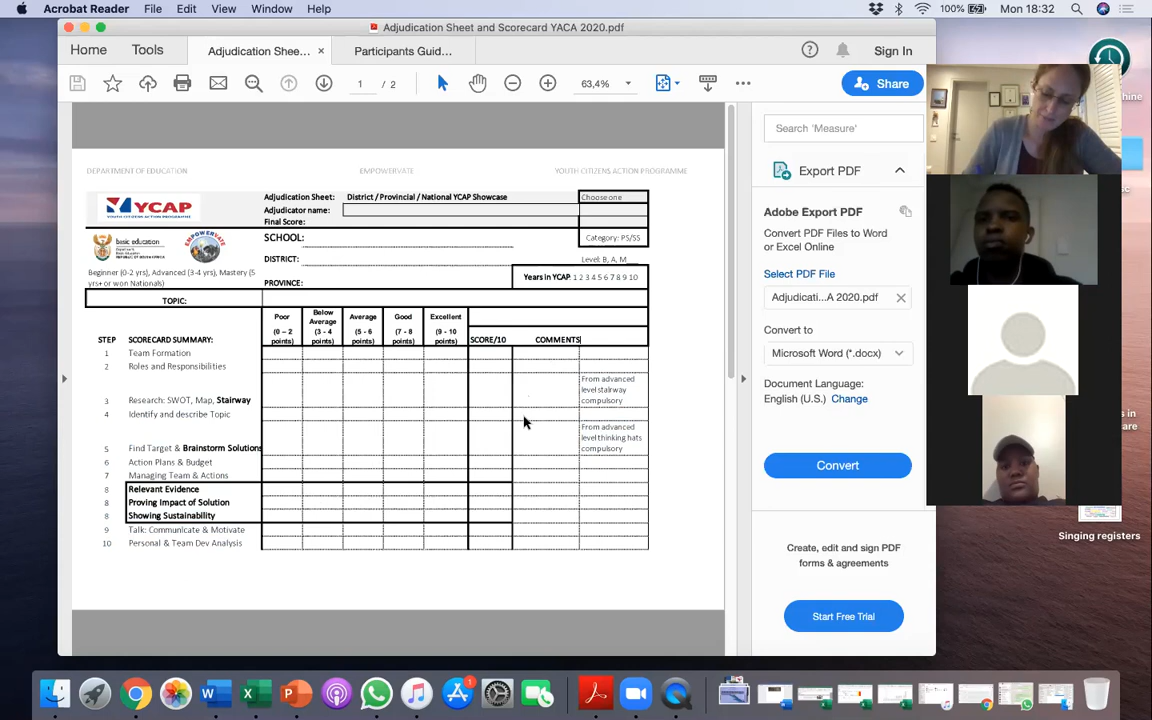 Acrobat Reader File Edit View Window Help 100% Mon 18:32
Adjudication Sheet and Scorecard YACA 2020.pdf
Home Tools Adjudication Shee... × Participants Guid... Sign In
1 / 2 63,4% Share
Search 'Measure'
Export PDF
Adobe Export PDF
Convert PDF Files to Word
or Excel Online
Select PDF File
Adjudicati...A 2020.pdf
Convert to
Microsoft Word (*.docx)
Document Language:
English (U.S.) Change
Convert
Create, edit and sign PDF
forms & agreements
Start Free Trial
DEPARTMENT OF EDUCATION EMPOWERVATE YOUTH CITIZENS ACTION PROGRAMME
YCAP
YOUTH CITIZENS ACTION PROGRAMME
Adjudication Sheet: District / Provincial / National YCAP Showcase Choose one
Adjudicator name:
Final Score:
basic education
EMPOWERVATE
SCHOOL: Category: PS/SS
DISTRICT: Level: B, A, M
Beginner (0-2 yrs), Advanced (3-4 yrs), Mastery (5
yrs+ or won Nationals)
Years in YCAP: 1 2 3 4 5 6 7 8 9 10
PROVINCE:
TOPIC:
Poor (0 – 2 points) Below Average (3 - 4 points) Average (5 - 6 points) Good (7 - 8 points) Excellent (9 - 10 points)
STEP SCORECARD SUMMARY: SCORE/10 COMMENTS
1 Team Formation
2 Roles and Responsibilities
3 Research: SWOT, Map, Stairway From advanced level stairway compulsory
4 Identify and describe Topic
5 Find Target & Brainstorm Solutions From advanced level thinking hats compulsory
6 Action Plans & Budget
7 Managing Team & Actions
8 Relevant Evidence
8 Proving Impact of Solution
8 Showing Sustainability
9 Talk: Communicate & Motivate
10 Personal & Team Dev Analysis
Singing registers